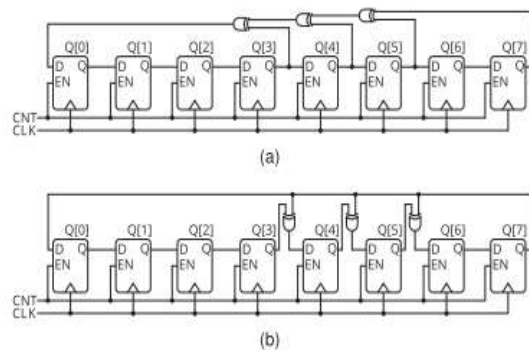 Q[0] Q[1] Q[2] Q[3] Q[4] Q[5] Q[6] Q[7]
D Q D Q D Q D Q D Q D Q D Q D Q
EN EN EN EN EN EN EN EN
CNT
CLK
(a)
Q[0] Q[1] Q[2] Q[3] Q[4] Q[5] Q[6] Q[7]
D Q D Q D Q D Q D Q D Q D Q D Q
EN EN EN EN EN EN EN EN
CNT
CLK
(b)